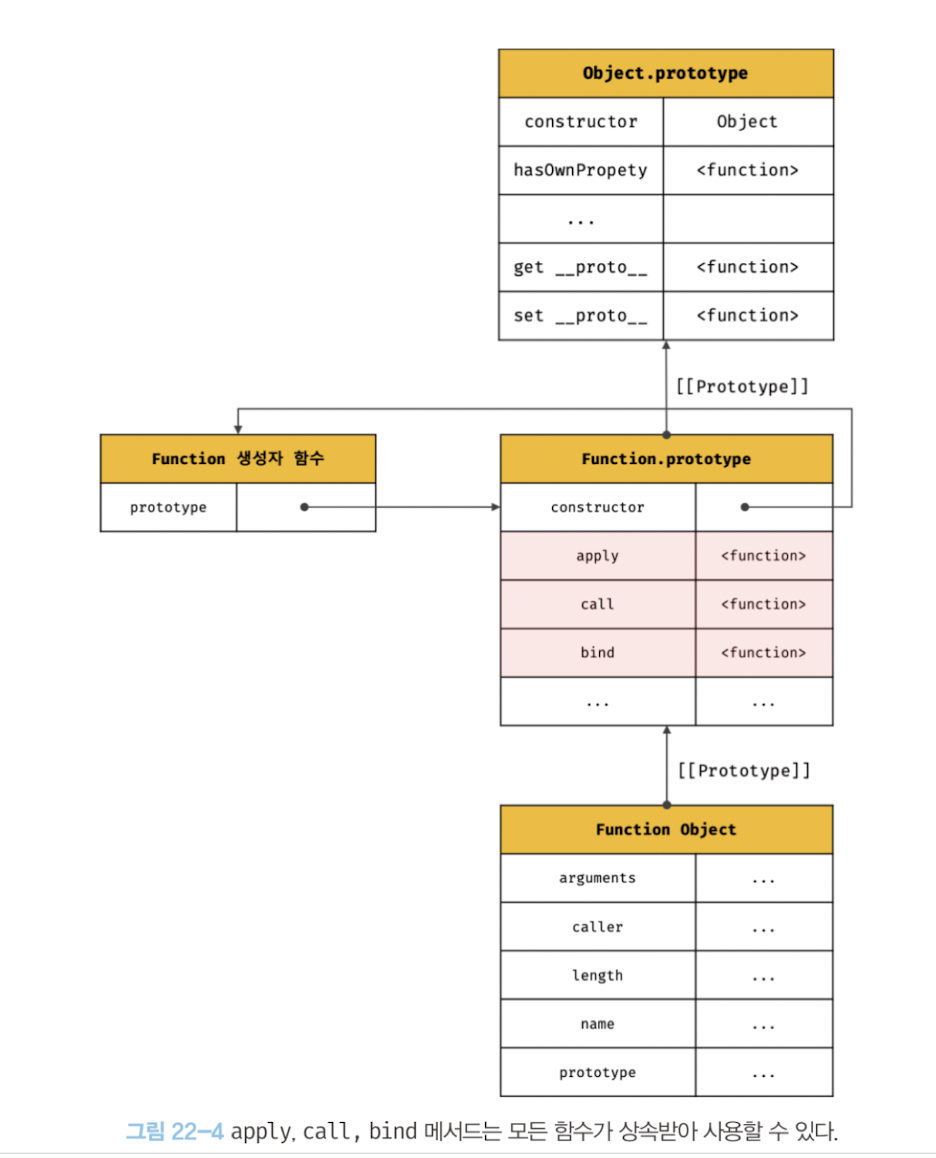 Object.prototype
constructor Object
hasOwnPropety <function>
...
get __proto__ <function>
set __proto__ <function>
[[Prototype]]
Function 생성자 함수
prototype
Function.prototype
constructor
apply <function>
call <function>
bind <function>
... ...
[[Prototype]]
Function Object
arguments ...
caller ...
length ...
name ...
prototype ...
그림 22-4 apply, call, bind 메서드는 모든 함수가 상속받아 사용할 수 있다.